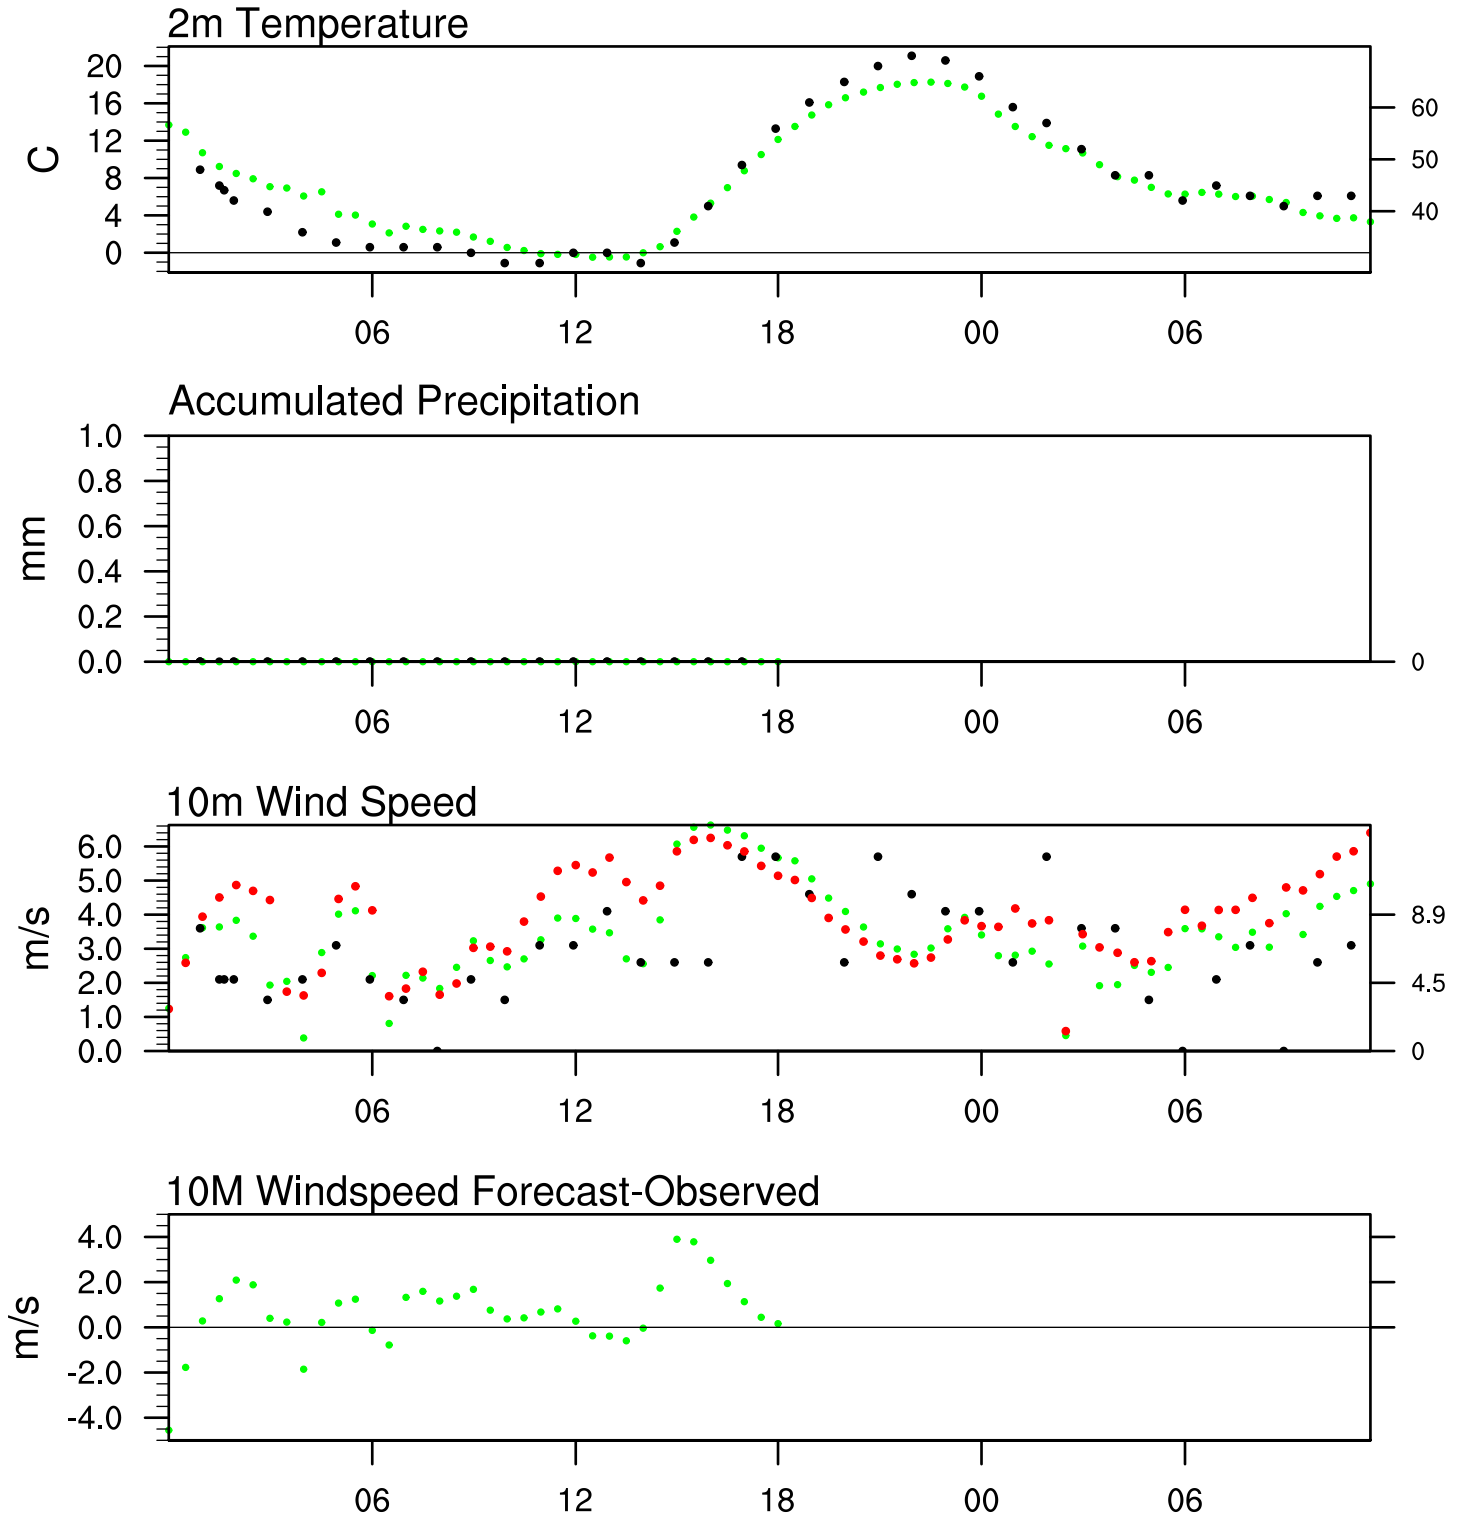 2m Temperature
20
16
12
8
4
0
C
60
50
40
06 12 18 00 06
Accumulated Precipitation
1.0
0.8
0.6
0.4
0.2
0.0
mm
0
06 12 18 00 06
10m Wind Speed
6.0
5.0
4.0
3.0
2.0
1.0
0.0
m/s
8.9
4.5
0
06 12 18 00 06
10M Windspeed Forecast-Observed
4.0
2.0
0.0
-2.0
-4.0
m/s
06 12 18 00 06